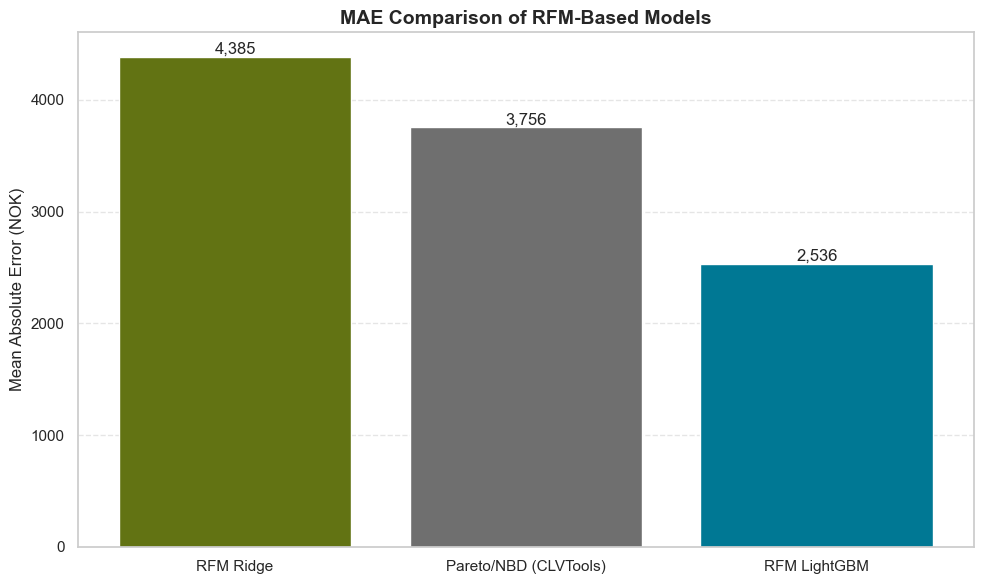 MAE Comparison of RFM-Based Models
Mean Absolute Error (NOK)
4000
3000
2000
1000
0
4,385
3,756
2,536
RFM Ridge
Pareto/NBD (CLVTools)
RFM LightGBM